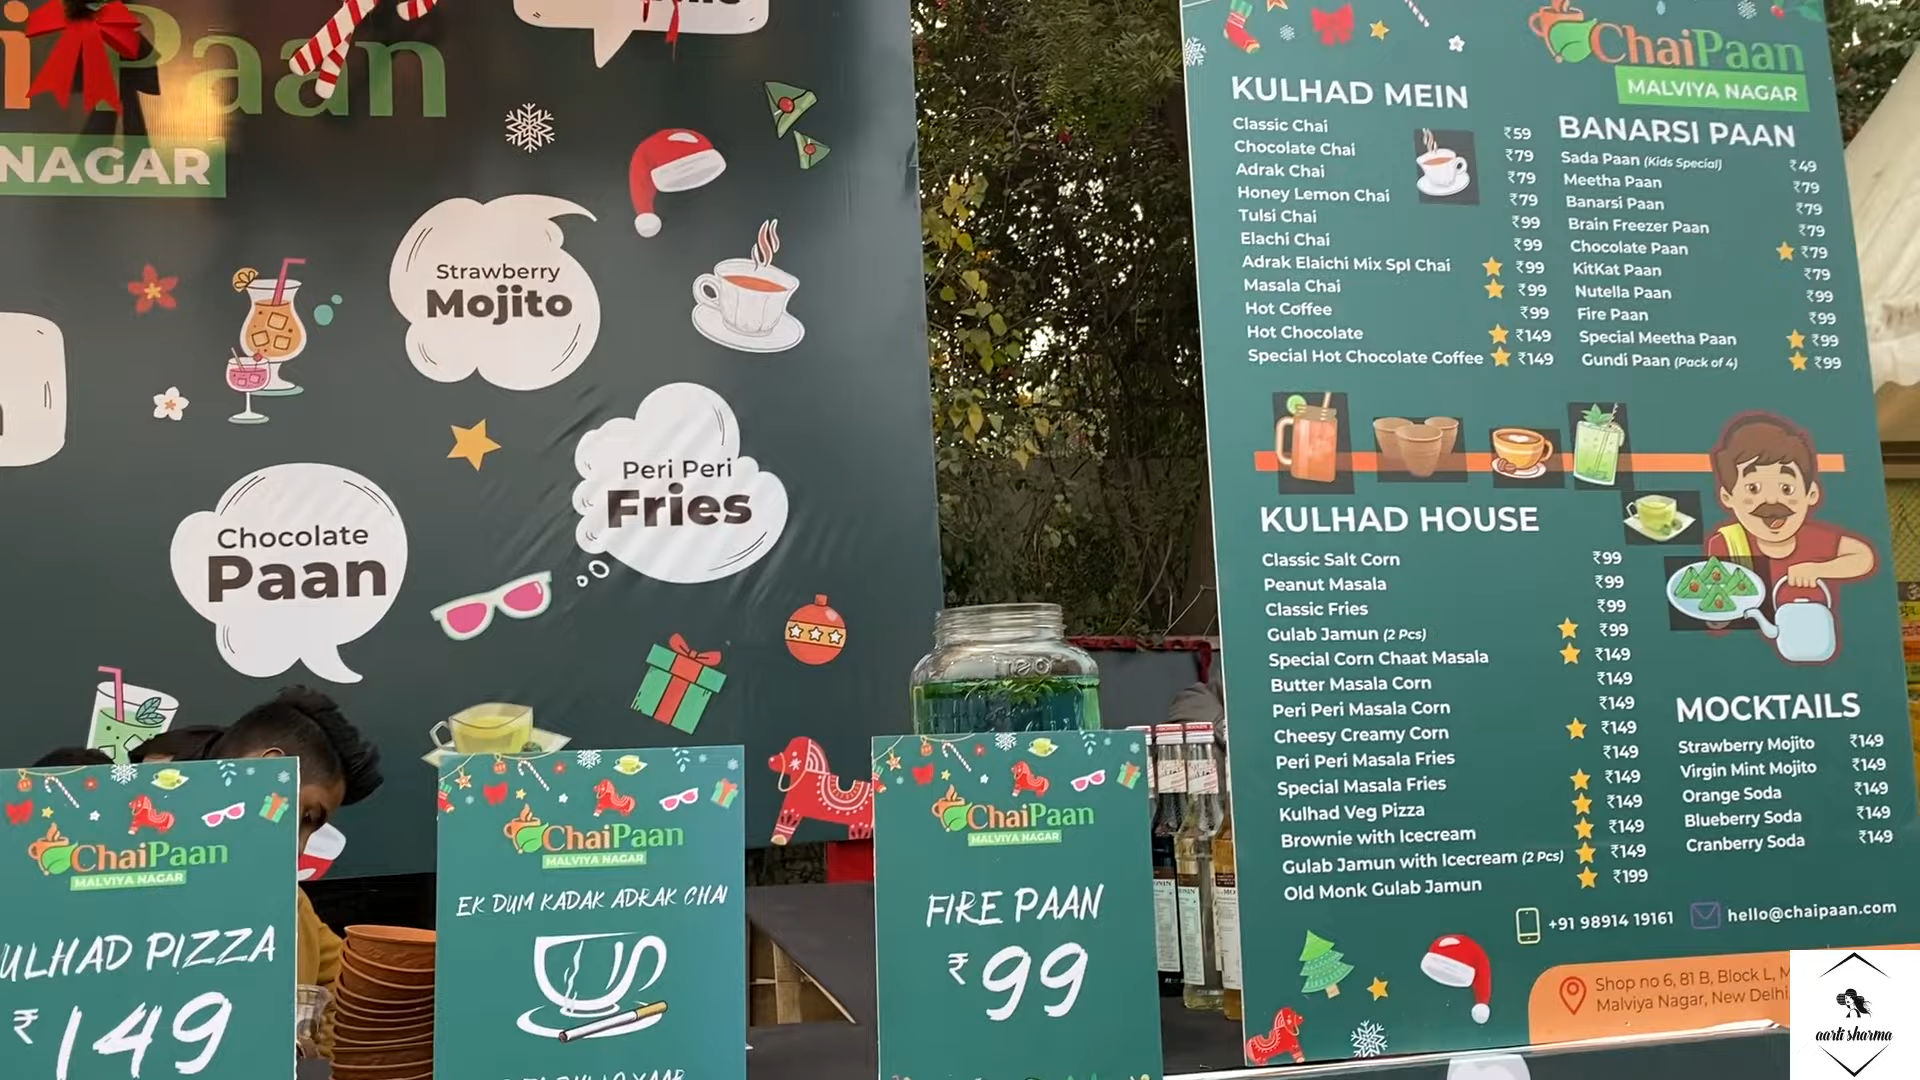 Paan
NAGAR
Strawberry
Mojito
Peri Peri
Fries
Chocolate
Paan
ChaiPaan
MALVIYA NAGAR
KULHAD MEIN
Classic Chai ₹59
Chocolate Chai ₹79
Adrak Chai ₹79
Honey Lemon Chai ₹79
Tulsi Chai ₹99
Elachi Chai ₹99
Adrak Elaichi Mix Spl Chai ₹99
Masala Chai ₹99
Hot Coffee ₹99
Hot Chocolate ₹149
Special Hot Chocolate Coffee ₹149
BANARSI PAAN
Sada Paan (Kids Special) ₹49
Meetha Paan ₹79
Banarsi Paan ₹79
Brain Freezer Paan ₹79
Chocolate Paan ₹79
KitKat Paan ₹79
Nutella Paan ₹99
Fire Paan ₹99
Special Meetha Paan ₹99
Gundi Paan (Pack of 4) ₹99
KULHAD HOUSE
Classic Salt Corn ₹99
Peanut Masala ₹99
Classic Fries ₹99
Gulab Jamun (2 Pcs) ₹99
Special Corn Chaat Masala ₹149
Butter Masala Corn ₹149
Peri Peri Masala Corn ₹149
Cheesy Creamy Corn ₹149
Peri Peri Masala Fries ₹149
Special Masala Fries ₹149
Kulhad Veg Pizza ₹149
Brownie with Icecream ₹149
Gulab Jamun with Icecream (2 Pcs) ₹149
Old Monk Gulab Jamun ₹199
MOCKTAILS
Strawberry Mojito ₹149
Virgin Mint Mojito ₹149
Orange Soda ₹149
Blueberry Soda ₹149
Cranberry Soda ₹149
+91 98914 19161 hello@chaipaan.com
Shop no 6, 81 B, Block L,
Malviya Nagar, New Delhi
ChaiPaan
MALVIYA NAGAR
ULHAD PIZZA
₹149
ChaiPaan
MALVIYA NAGAR
EK DUM KADAK ADRAK CHAI
ChaiPaan
MALVIYA NAGAR
FIRE PAAN
₹99
aarti sharma